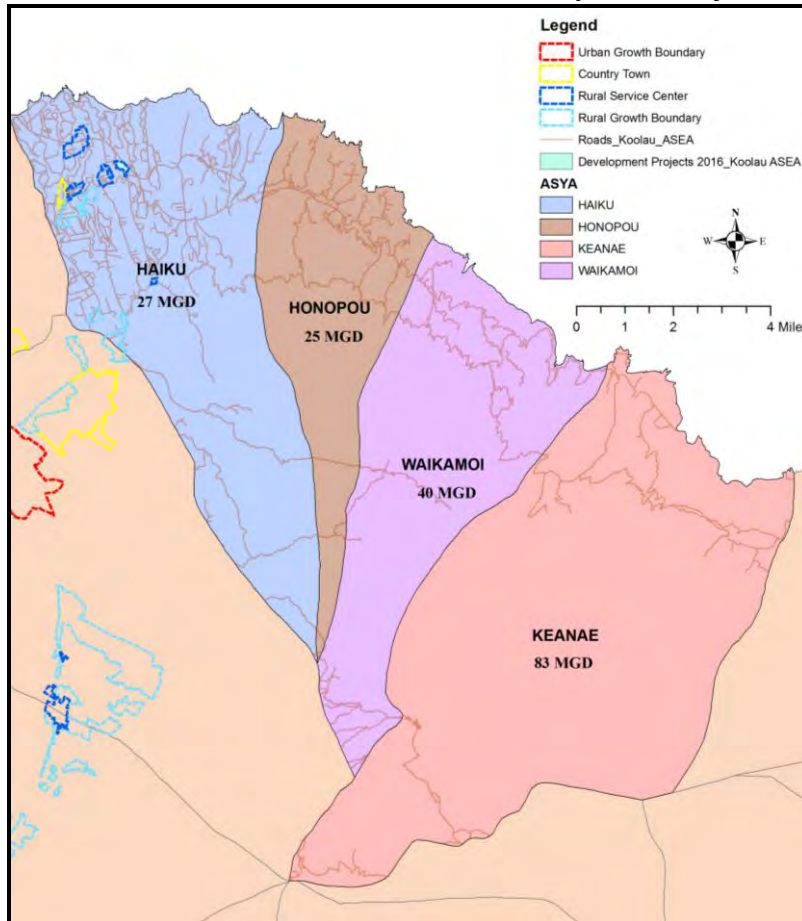 Legend
Urban Growth Boundary
Country Town
Rural Service Center
Rural Growth Boundary
Roads_Koolau_ASEA
Development Projects 2016_Koolau ASEA
ASYA
HAIKU
HONOPOU
KEANAE
WAIKAMOI
N
W E
S
0 1 2 4 Mile
HAIKU
27 MGD
HONOPOU
25 MGD
WAIKAMOI
40 MGD
KEANAE
83 MGD